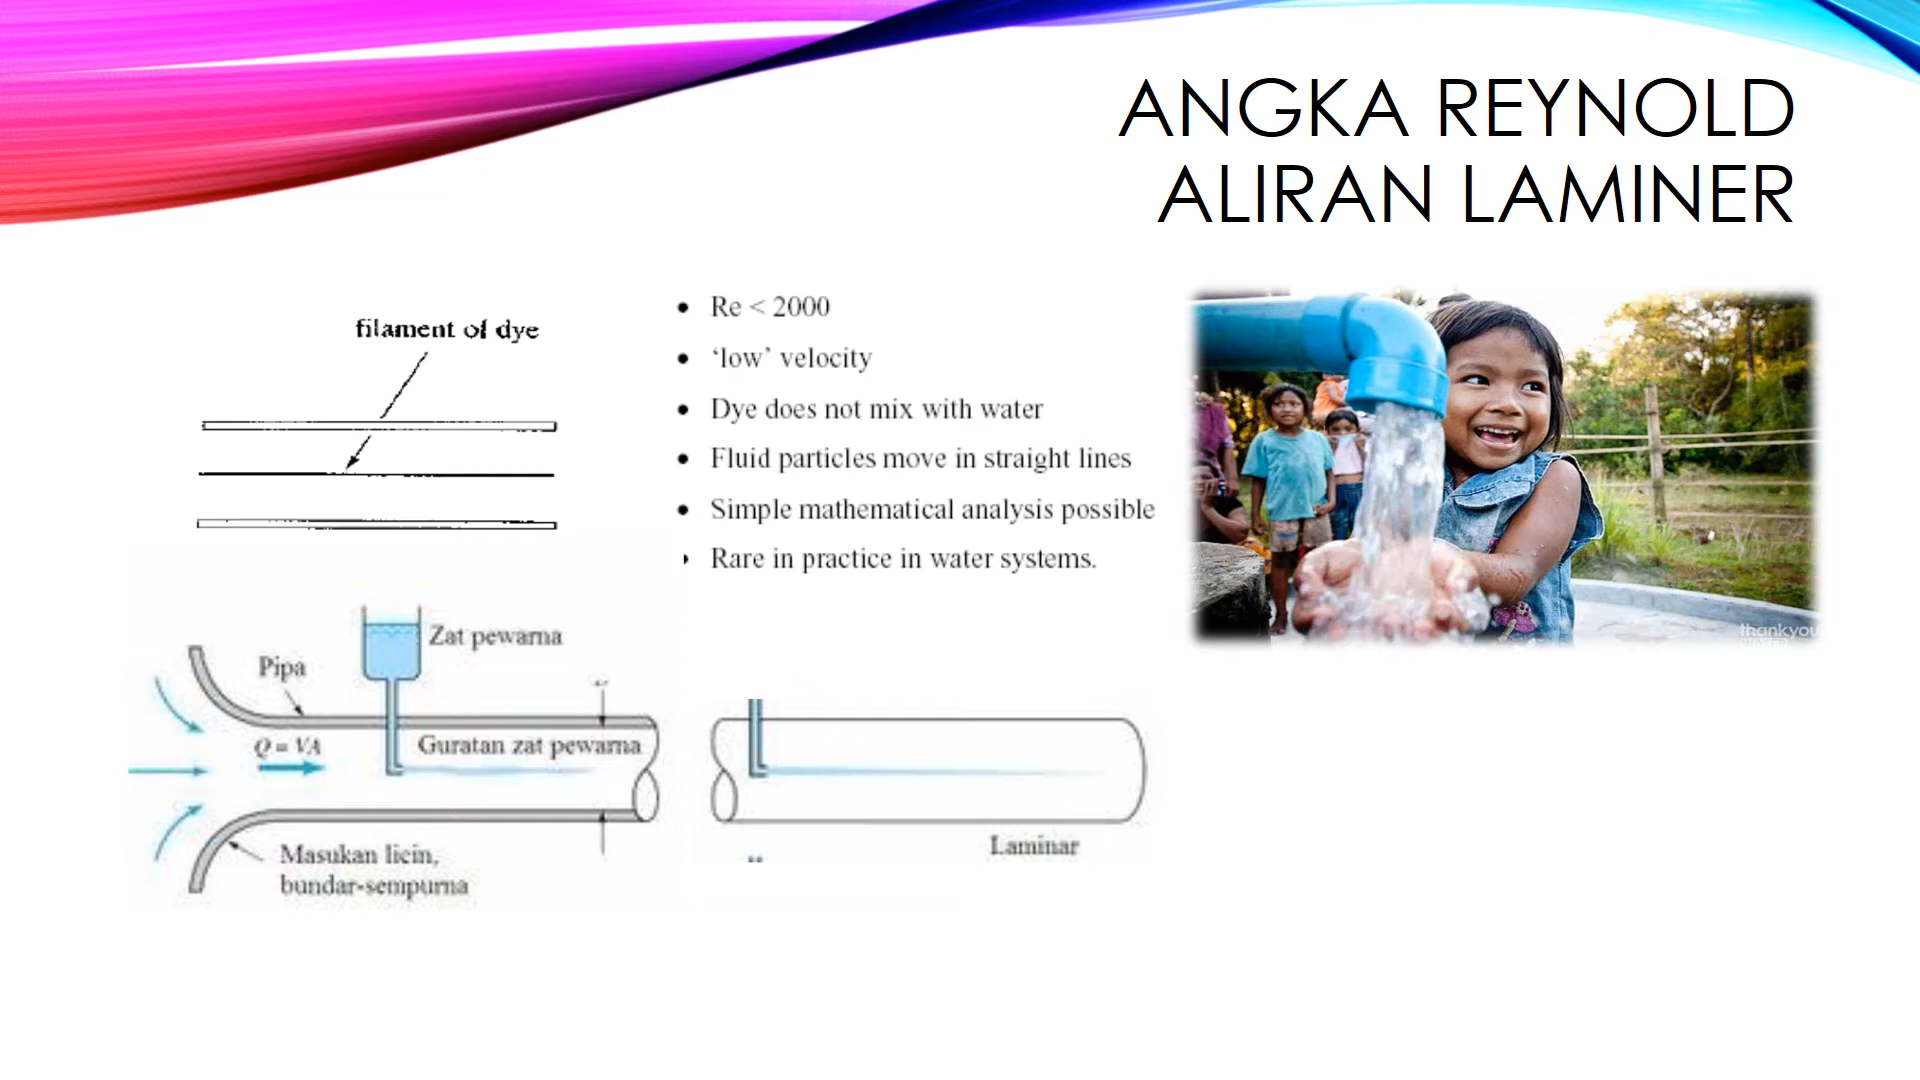 ANGKA REYNOLD
ALIRAN LAMINER
filament of dye
• Re < 2000
• ‘low’ velocity
• Dye does not mix with water
• Fluid particles move in straight lines
• Simple mathematical analysis possible
• Rare in practice in water systems.
thankyou
Zat pewarna
Pipa
Q = VA
Guratan zat pewarna
Masukan licin,
bundar-sempurna
Laminar